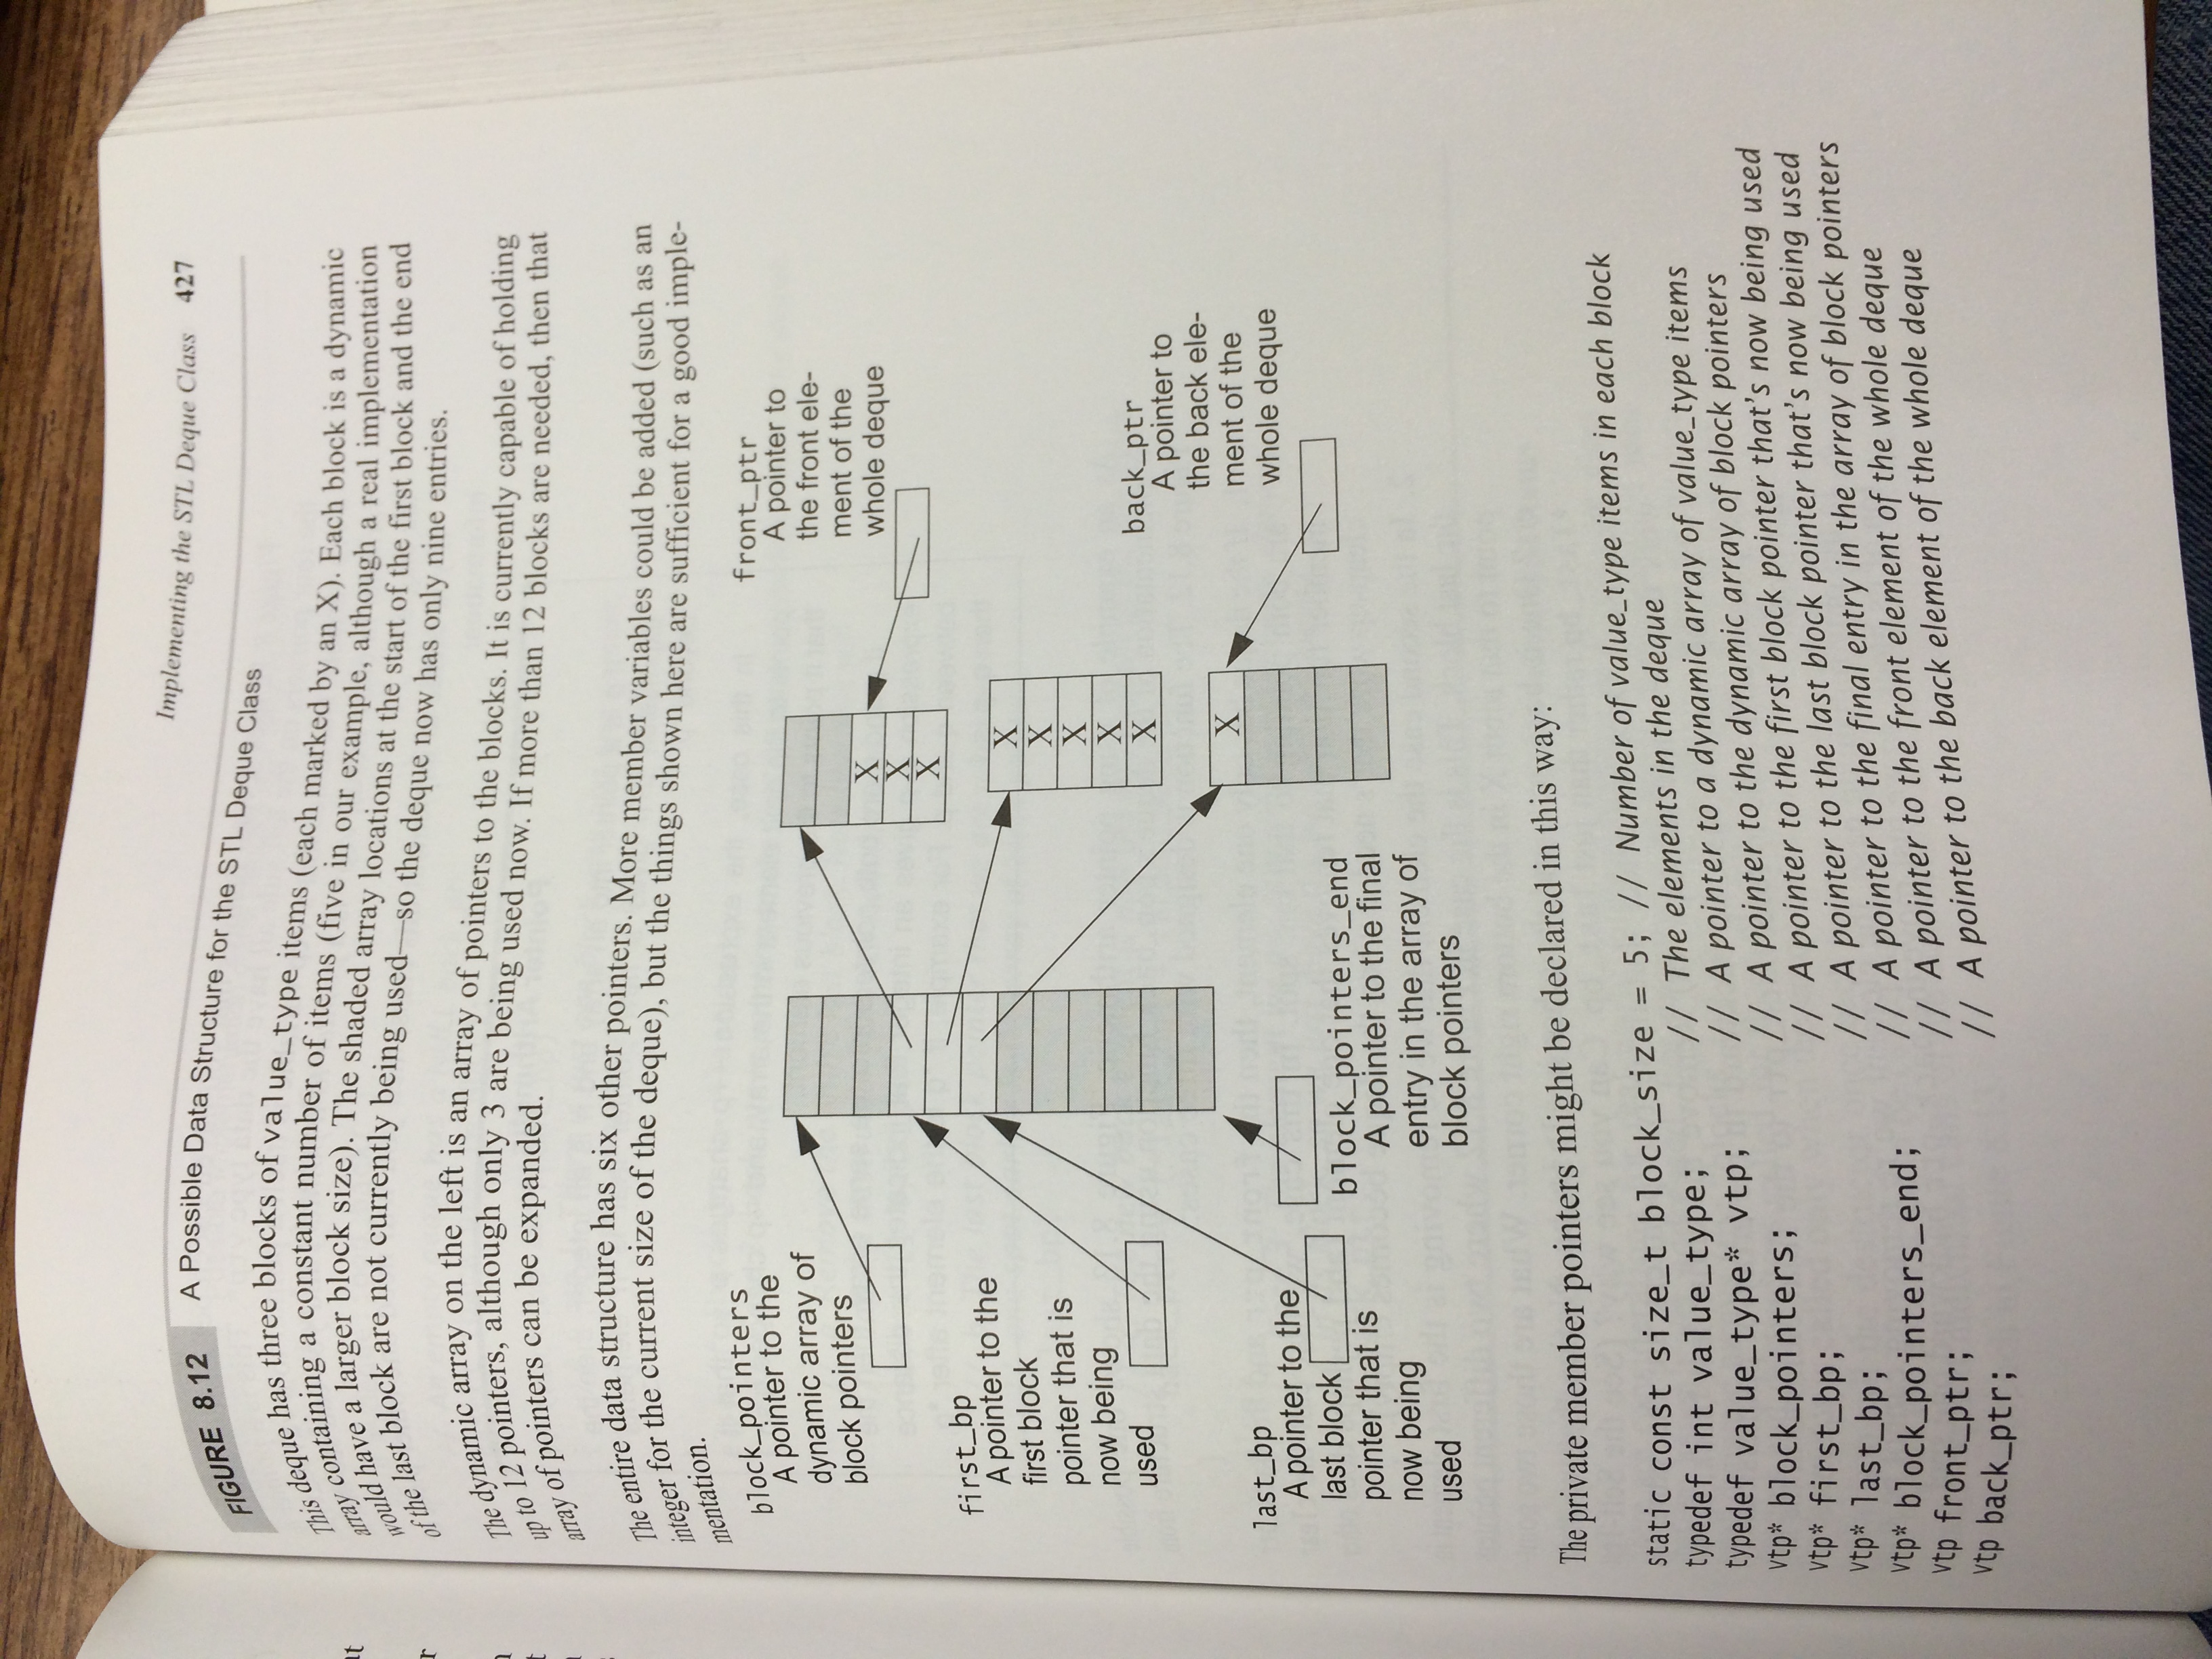 Implementing the STL Deque Class 427
FIGURE 8.12 A Possible Data Structure for the STL Deque Class
This deque has three blocks of value_type items (each marked by an X). Each block is a dynamic
array containing a constant number of items (five in our example, although a real implementation
would have a larger block size). The shaded array locations at the start of the first block and the end
of the last block are not currently being used—so the deque now has only nine entries.
The dynamic array on the left is an array of pointers to the blocks. It is currently capable of holding
up to 12 pointers, although only 3 are being used now. If more than 12 blocks are needed, then that
array of pointers can be expanded.
The entire data structure has six other pointers. More member variables could be added (such as an
integer for the current size of the deque), but the things shown here are sufficient for a good imple-
mentation.
block_pointers
A pointer to the
dynamic array of
block pointers
first_bp
A pointer to the
first block
pointer that is
now being
used
last_bp
A pointer to the
last block
pointer that is
now being
used
block_pointers_end
A pointer to the final
entry in the array of
block pointers
X
X
X
X
X
X
X
X
X
front_ptr
A pointer to
the front ele-
ment of the
whole deque
back_ptr
A pointer to
the back ele-
ment of the
whole deque
The private member pointers might be declared in this way:
static const size_t block_size = 5; // Number of value_type items in each block
typedef int value_type; // The elements in the deque
typedef value_type* vtp; // A pointer to a dynamic array of value_type items
vtp* block_pointers; // A pointer to the dynamic array of block pointers
vtp* first_bp; // A pointer to the first block pointer that's now being used
vtp* last_bp; // A pointer to the last block pointer that's now being used
vtp* block_pointers_end; // A pointer to the final entry in the array of block pointers
vtp front_ptr; // A pointer to the front element of the whole deque
vtp back_ptr; // A pointer to the back element of the whole deque